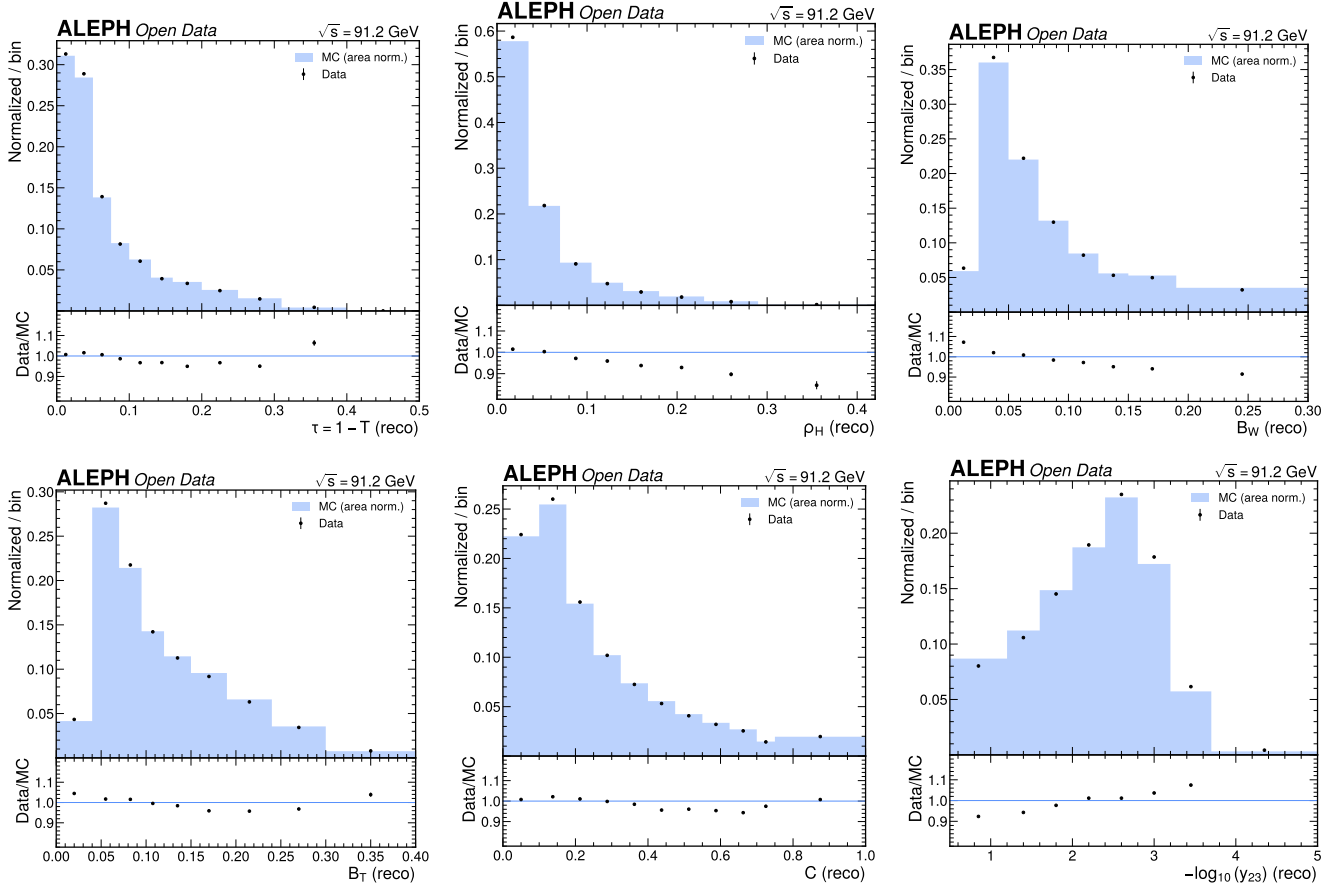 ALEPH Open Data √s = 91.2 GeV
MC (area norm.)
Data
Normalized / bin
0.30
0.25
0.20
0.15
0.10
0.05
Data/MC
1.1
1.0
0.9
0.0 0.1 0.2 0.3 0.4 0.5
τ = 1 − T (reco)
ALEPH Open Data √s = 91.2 GeV
MC (area norm.)
Data
Normalized / bin
0.6
0.5
0.4
0.3
0.2
0.1
Data/MC
1.1
1.0
0.9
0.0 0.1 0.2 0.3 0.4
ρH (reco)
ALEPH Open Data √s = 91.2 GeV
MC (area norm.)
Data
Normalized / bin
0.35
0.30
0.25
0.20
0.15
0.10
0.05
Data/MC
1.1
1.0
0.9
0.00 0.05 0.10 0.15 0.20 0.25 0.30
BW (reco)
ALEPH Open Data √s = 91.2 GeV
MC (area norm.)
Data
Normalized / bin
0.30
0.25
0.20
0.15
0.10
0.05
Data/MC
1.1
1.0
0.9
0.00 0.05 0.10 0.15 0.20 0.25 0.30 0.35 0.40
BT (reco)
ALEPH Open Data √s = 91.2 GeV
MC (area norm.)
Data
Normalized / bin
0.25
0.20
0.15
0.10
0.05
Data/MC
1.1
1.0
0.9
0.0 0.2 0.4 0.6 0.8 1.0
C (reco)
ALEPH Open Data √s = 91.2 GeV
MC (area norm.)
Data
Normalized / bin
0.20
0.15
0.10
0.05
Data/MC
1.1
1.0
0.9
1 2 3 4 5
−log10 (y23) (reco)